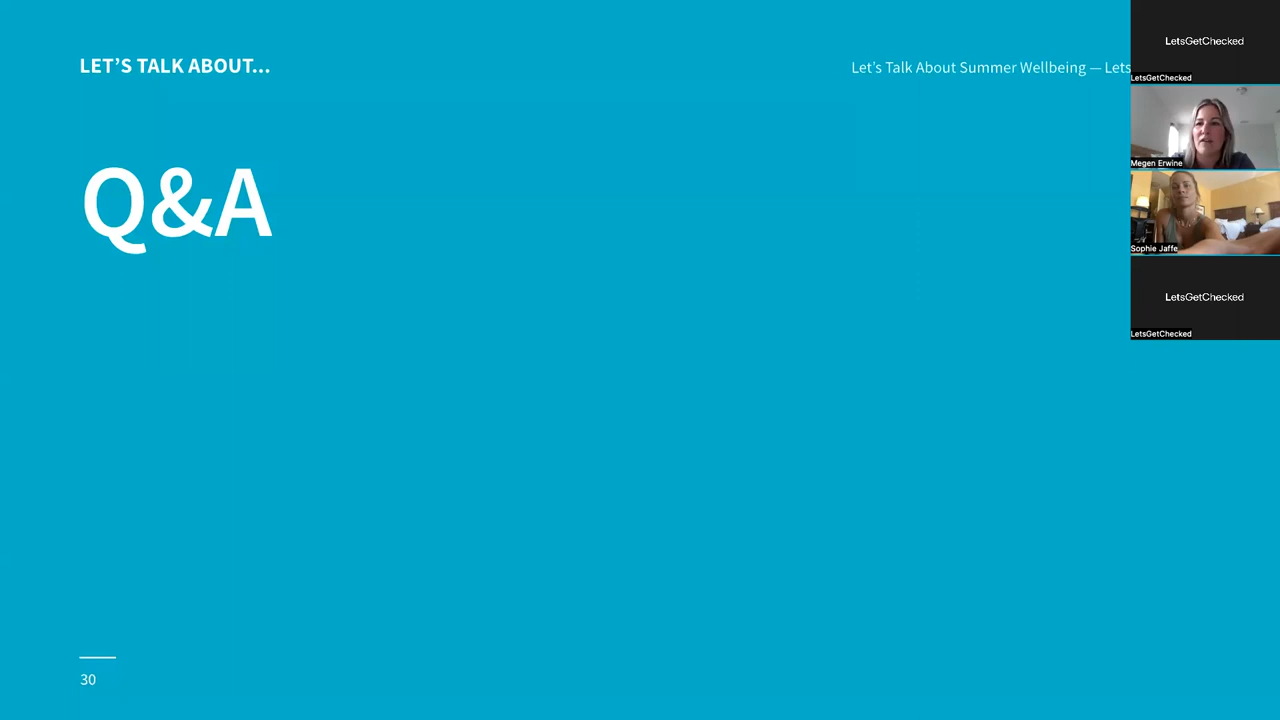 LET’S TALK ABOUT...
Let’s Talk About Summer Wellbeing — Lets
Q&A
30
LetsGetChecked
LetsGetChecked
Megen Erwine
Sophie Jaffe
LetsGetChecked
LetsGetChecked